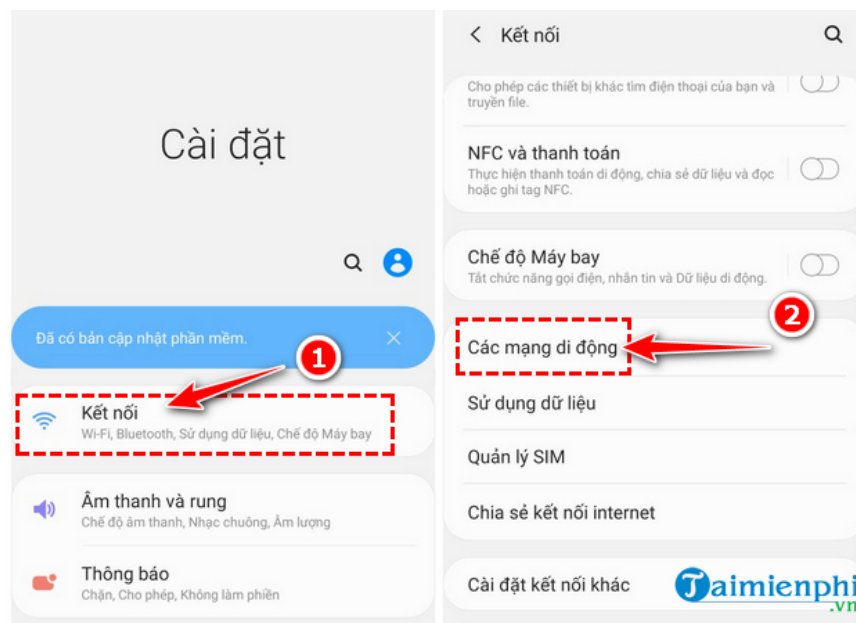 Cài đặt
Đã có bản cập nhật phần mềm.
1
Kết nối
Wi-Fi, Bluetooth, Sử dụng dữ liệu, Chế độ Máy bay
Âm thanh và rung
Chế độ âm thanh, Nhạc chuông, Âm lượng
Thông báo
Chặn, Cho phép, Không làm phiền
Kết nối
Cho phép các thiết bị khác tìm điện thoại của bạn và
truyền file.
NFC và thanh toán
Thực hiện thanh toán di động, chia sẻ dữ liệu và đọc
hoặc ghi tag NFC.
Chế độ Máy bay
Tắt chức năng gọi điện, nhắn tin và Dữ liệu di động.
2
Các mạng di động
Sử dụng dữ liệu
Quản lý SIM
Chia sẻ kết nối internet
Cài đặt kết nối khác
Taimienphi
.vn